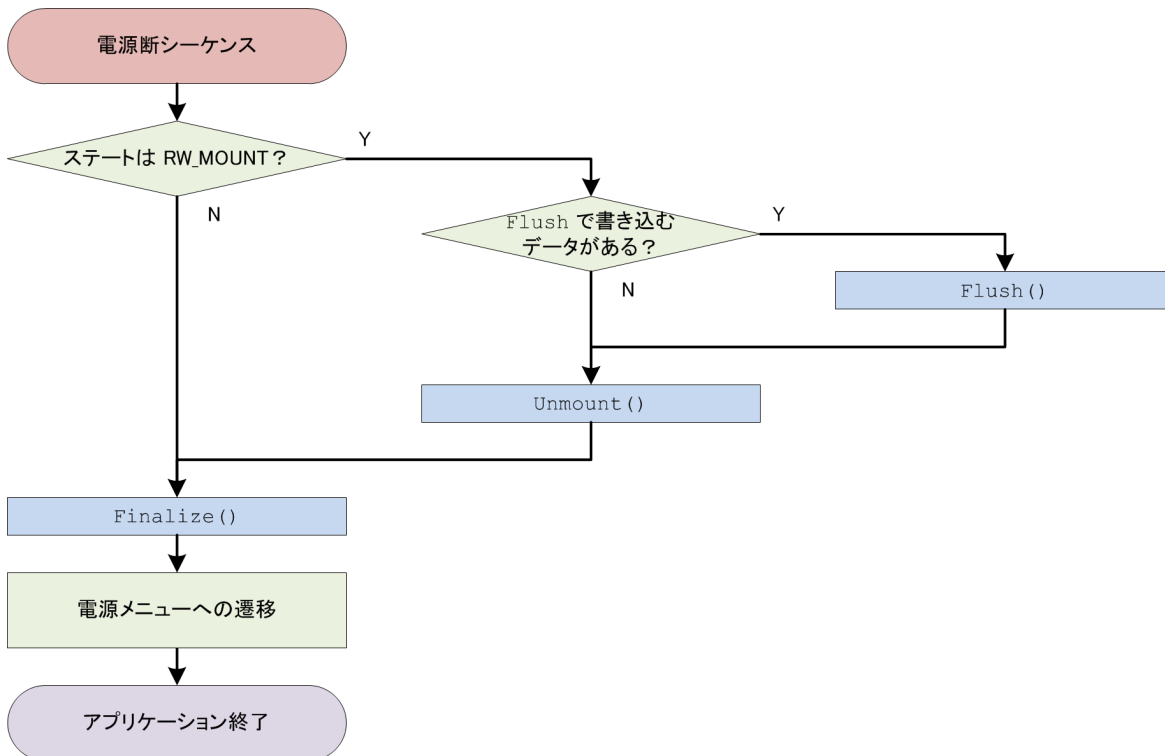 電源断シーケンス
ステートは RW_MOUNT？
Y
N
Flush で書き込む
データがある？
Y
N
Flush()
Unmount()
Finalize()
電源メニューへの遷移
アプリケーション終了